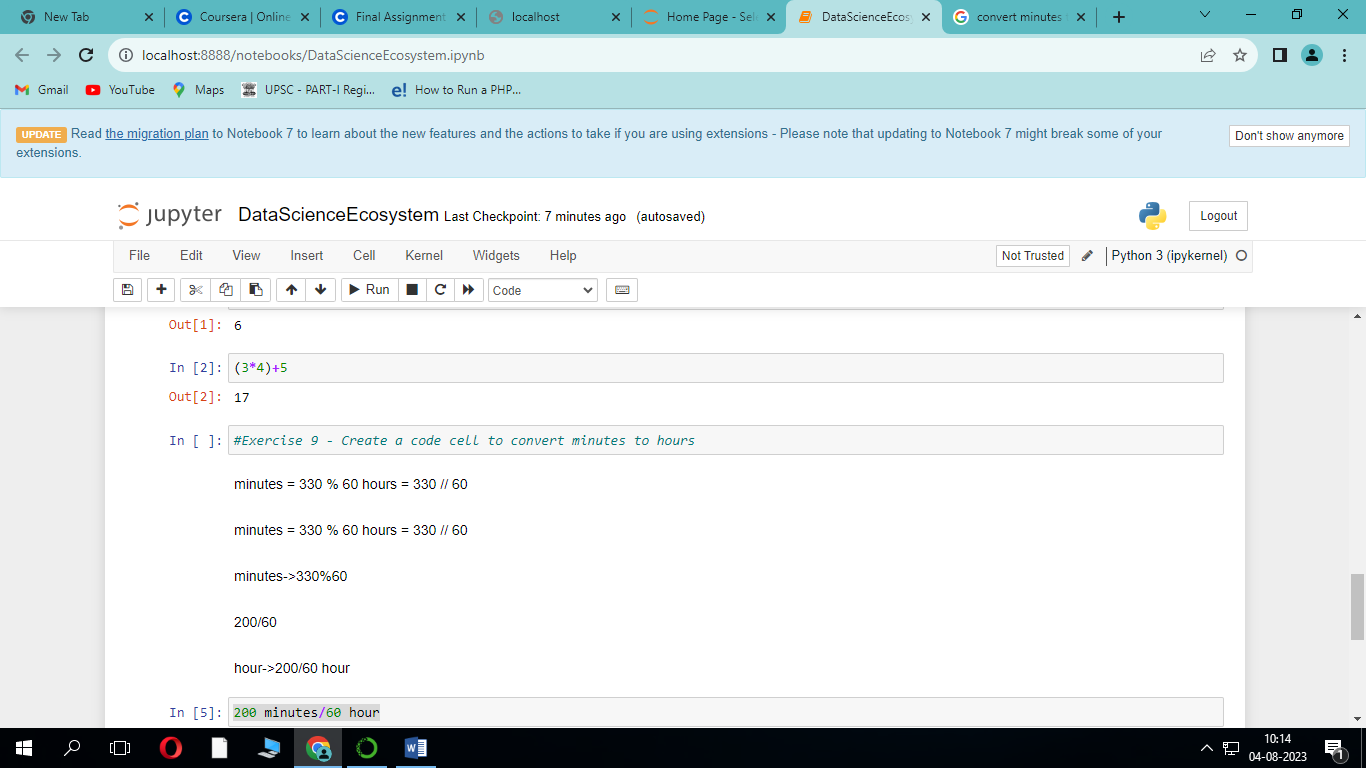 New Tab
Coursera | Online
Final Assignment
localhost
Home Page - Sel
DataScienceEcos
convert minutes
localhost:8888/notebooks/DataScienceEcosystem.ipynb
Gmail
YouTube
Maps
UPSC - PART-I Regi...
e! How to Run a PHP...
UPDATE Read the migration plan to Notebook 7 to learn about the new features and the actions to take if you are using extensions - Please note that updating to Notebook 7 might break some of your
extensions.
Don't show anymore
jupyter DataScienceEcosystem Last Checkpoint: 7 minutes ago (autosaved)
Logout
File Edit View Insert Cell Kernel Widgets Help
Not Trusted
Python 3 (ipykernel)
Run
Code
Out[1]: 6
In [2]: (3*4)+5
Out[2]: 17
In [ ]: #Exercise 9 - Create a code cell to convert minutes to hours
minutes = 330 % 60 hours = 330 // 60
minutes = 330 % 60 hours = 330 // 60
minutes->330%60
200/60
hour->200/60 hour
In [5]: 200 minutes/60 hour
10:14
04-08-2023
1